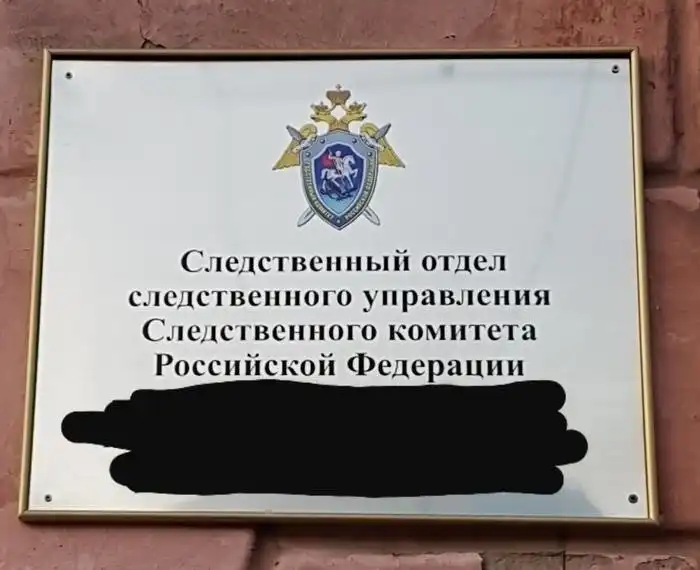 Следственный отдел
следственного управления
Следственного комитета
Российской Федерации